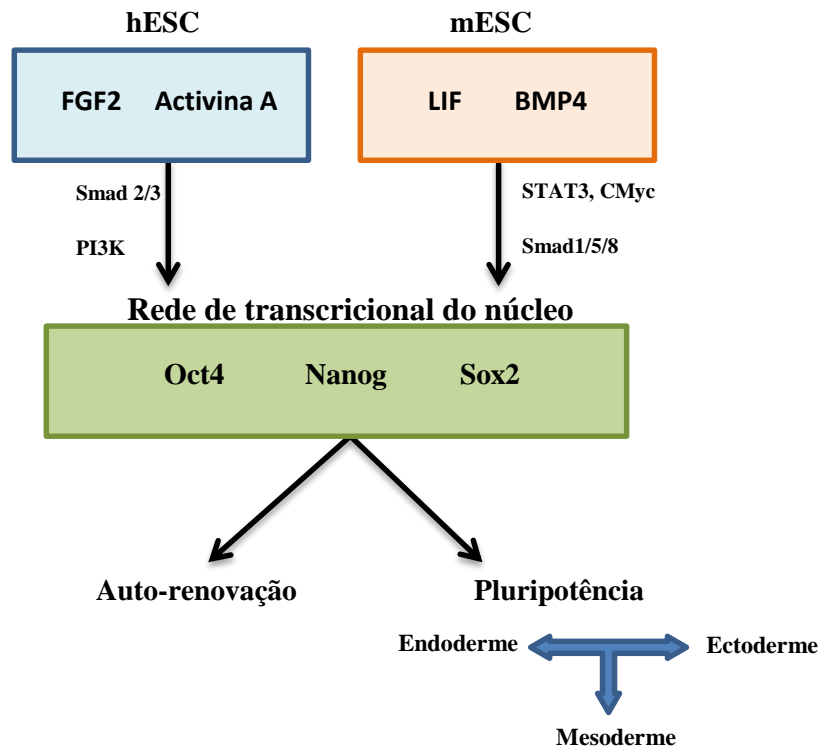 hESC
mESC
FGF2 Activina A
LIF BMP4
Smad 2/3
PI3K
STAT3, CMyc
Smad1/5/8
Rede de transcricional do núcleo
Oct4 Nanog Sox2
Auto-renovação
Pluripotência
Endoderme
Ectoderme
Mesoderme